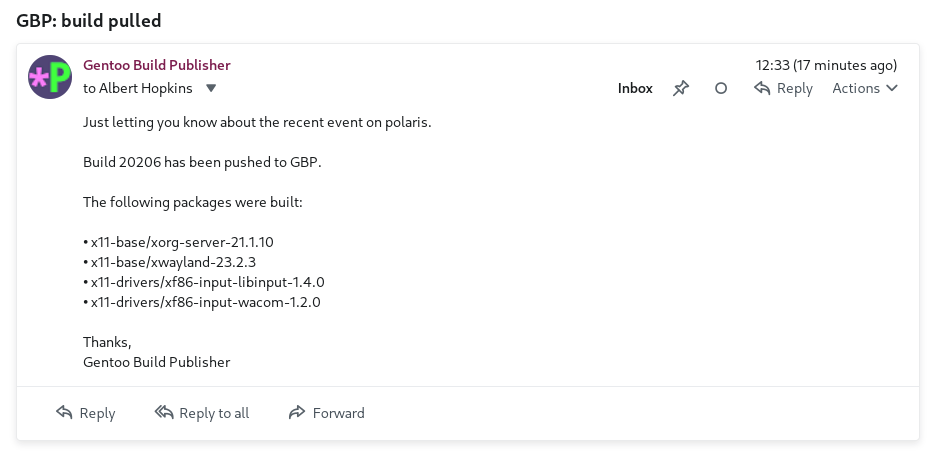 GBP: build pulled
*P
Gentoo Build Publisher
12:33 (17 minutes ago)
to Albert Hopkins
Inbox
Reply
Actions
Just letting you know about the recent event on polaris.
Build 20206 has been pushed to GBP.
The following packages were built:
• x11-base/xorg-server-21.1.10
• x11-base/xwayland-23.2.3
• x11-drivers/xf86-input-libinput-1.4.0
• x11-drivers/xf86-input-wacom-1.2.0
Thanks,
Gentoo Build Publisher
Reply
Reply to all
Forward